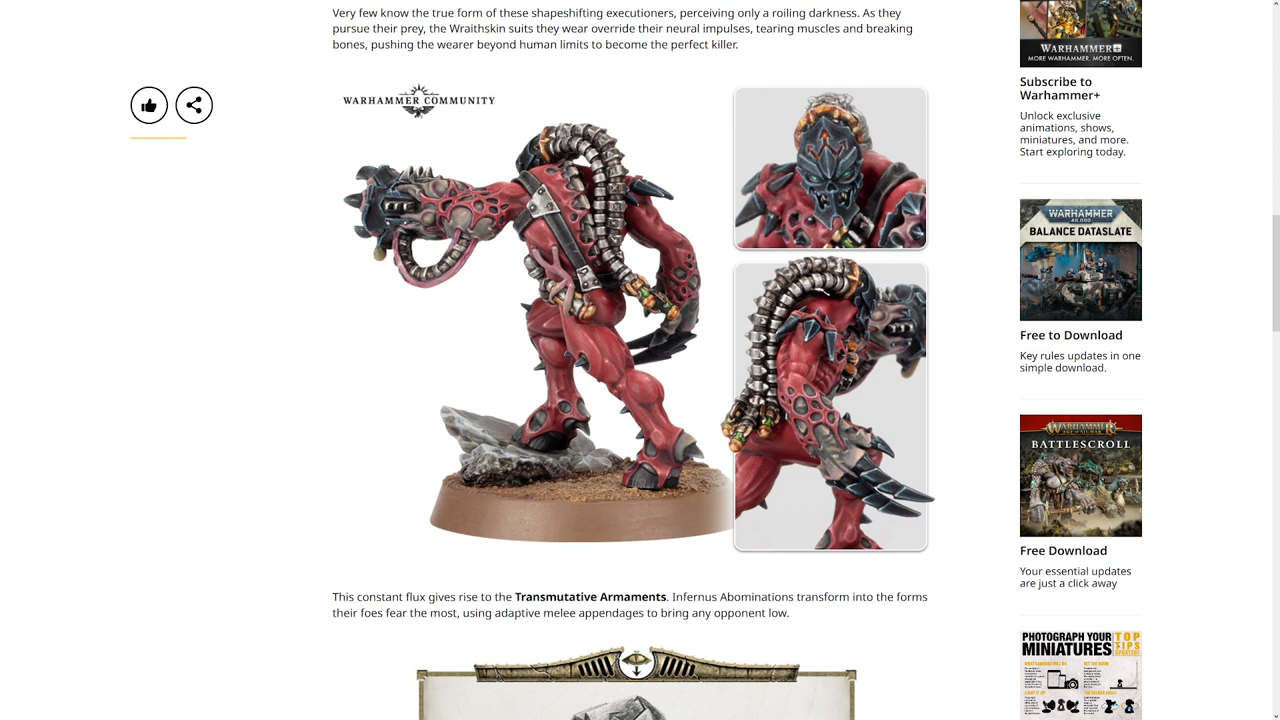 Very few know the true form of these shapeshifting executioners, perceiving only a roiling darkness. As they
pursue their prey, the Wraithskin suits they wear override their neural impulses, tearing muscles and breaking
bones, pushing the wearer beyond human limits to become the perfect killer.
WARHAMMER COMMUNITY
This constant flux gives rise to the Transmutative Armaments. Infernus Abominations transform into the forms
their foes fear the most, using adaptive melee appendages to bring any opponent low.
WARHAMMER+
MORE WARHAMMER. MORE OFTEN.
Subscribe to
Warhammer+
Unlock exclusive
animations, shows,
miniatures, and more.
Start exploring today.
WARHAMMER
40,000
BALANCE DATASLATE
Free to Download
Key rules updates in one
simple download.
WARHAMMER
AGE OF SIGMAR
BATTLESCROLL
Free Download
Your essential updates
are just a click away
PHOTOGRAPH YOUR
MINIATURES
TOP
TIPS